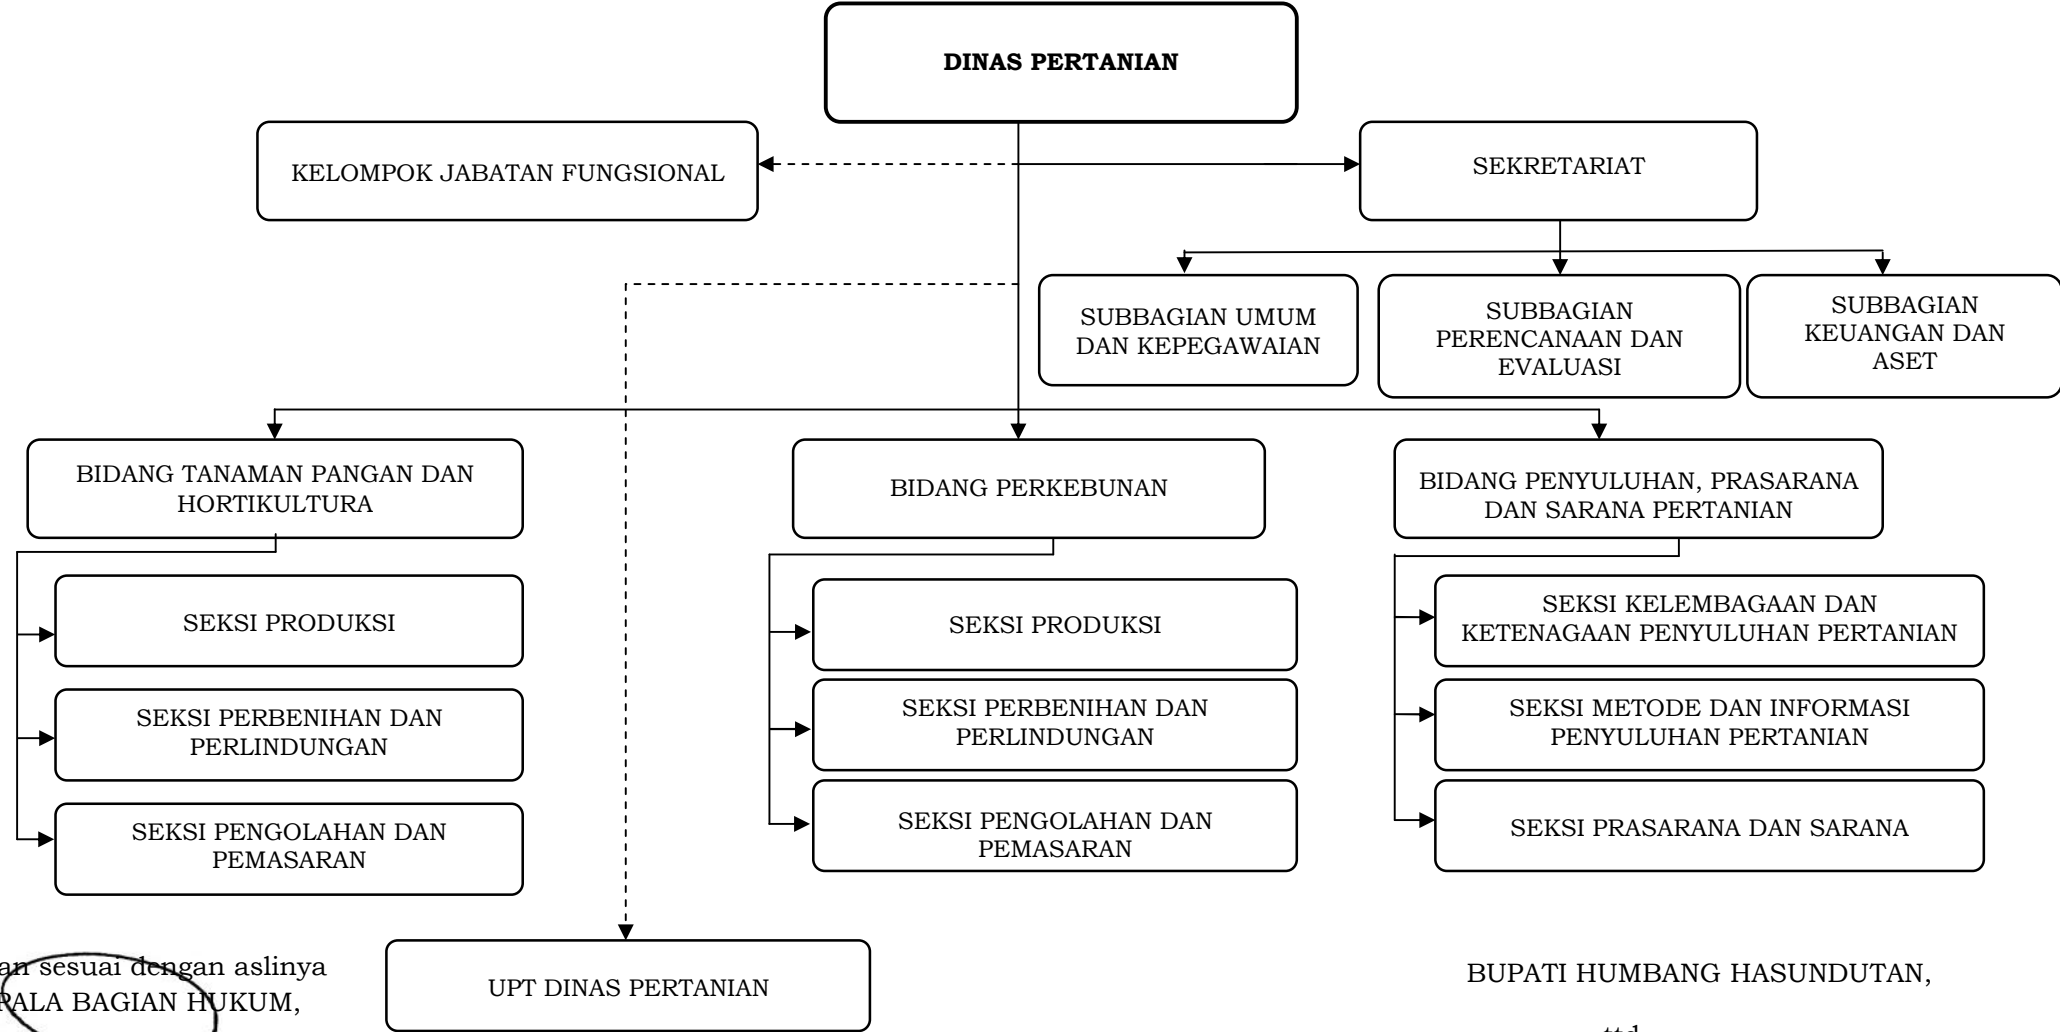 DINAS PERTANIAN
KELOMPOK JABATAN FUNGSIONAL
SEKRETARIAT
SUBBAGIAN UMUM
DAN KEPEGAWAIAN
SUBBAGIAN
PERENCANAAN DAN
EVALUASI
SUBBAGIAN
KEUANGAN DAN
ASET
BIDANG TANAMAN PANGAN DAN
HORTIKULTURA
BIDANG PERKEBUNAN
BIDANG PENYULUHAN, PRASARANA
DAN SARANA PERTANIAN
SEKSI PRODUKSI
SEKSI PERBENIHAN DAN
PERLINDUNGAN
SEKSI PENGOLAHAN DAN
PEMASARAN
SEKSI PRODUKSI
SEKSI PERBENIHAN DAN
PERLINDUNGAN
SEKSI PENGOLAHAN DAN
PEMASARAN
SEKSI KELEMBAGAAN DAN
KETENAGAAN PENYULUHAN PERTANIAN
SEKSI METODE DAN INFORMASI
PENYULUHAN PERTANIAN
SEKSI PRASARANA DAN SARANA
an sesuai dengan aslinya
PALA BAGIAN HUKUM,
UPT DINAS PERTANIAN
BUPATI HUMBANG HASUNDUTAN,